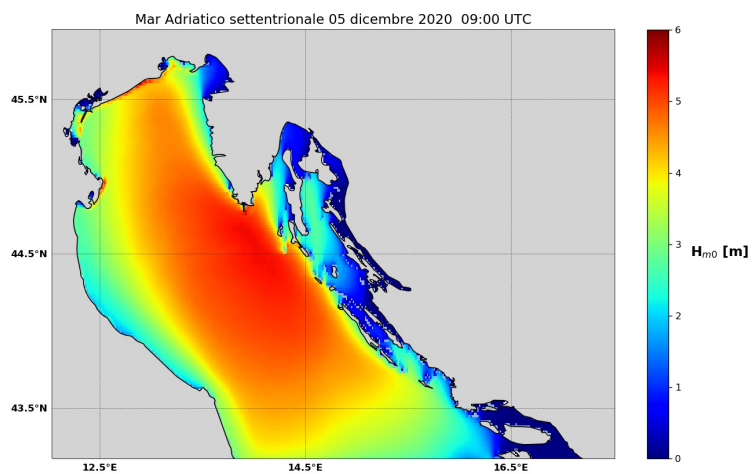 Mar Adriatico settentrionale 05 dicembre 2020 09:00 UTC
6
5
4
3
2
1
0
Hm0 [m]
45.5°N
44.5°N
43.5°N
12.5°E
14.5°E
16.5°E